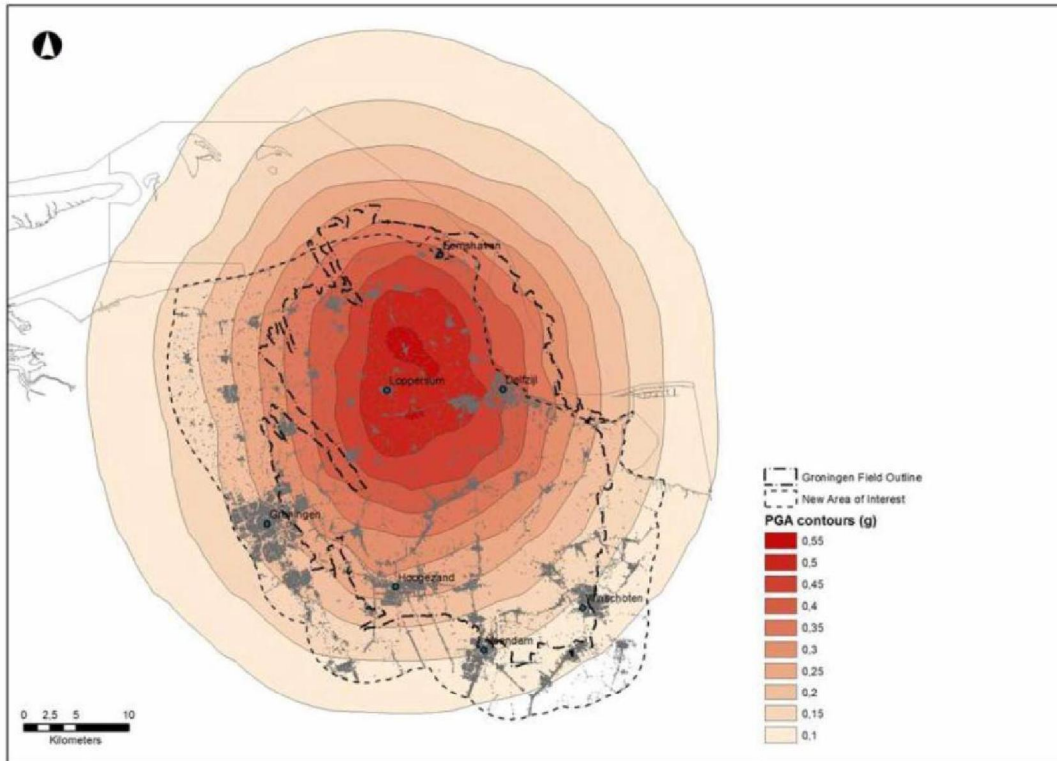 Eemshaven
Loppersum
Delfzijl
Groningen
Hoogezand
Veendam
Groningen Field Outline
New Area of Interest
PGA contours (g)
0,55
0,5
0,45
0,4
0,35
0,3
0,25
0,2
0,15
0,1
0 2,5 5 10
Kilometers